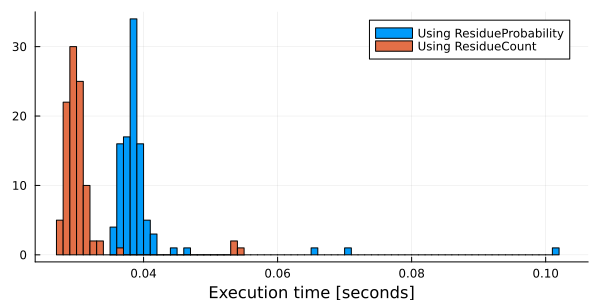 30
20
10
0
Using ResidueProbability
Using ResidueCount
0.04 0.06 0.08 0.10
Execution time [seconds]